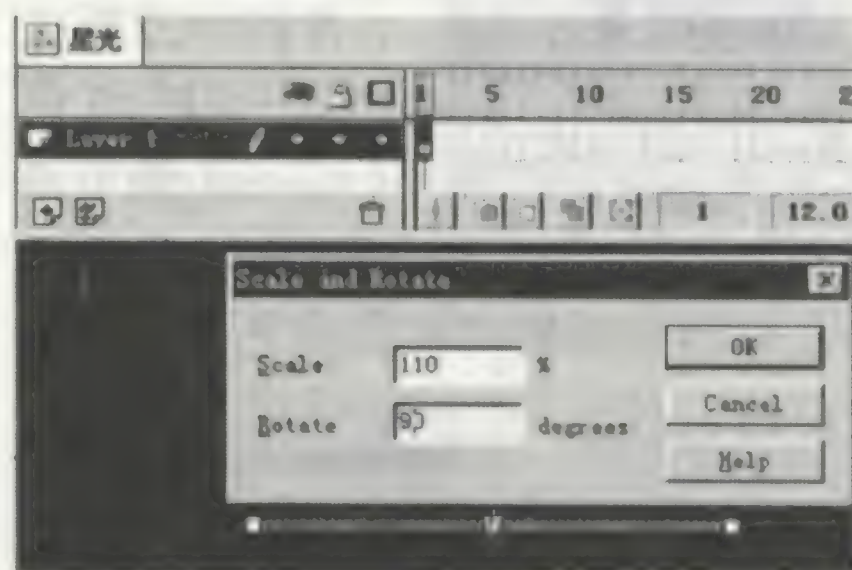 星光
1 5 10 15 20
Layer 1
1 12.0
Scale and Rotate
Scale 110 %
OK
Rotate 90 degrees
Cancel
Help